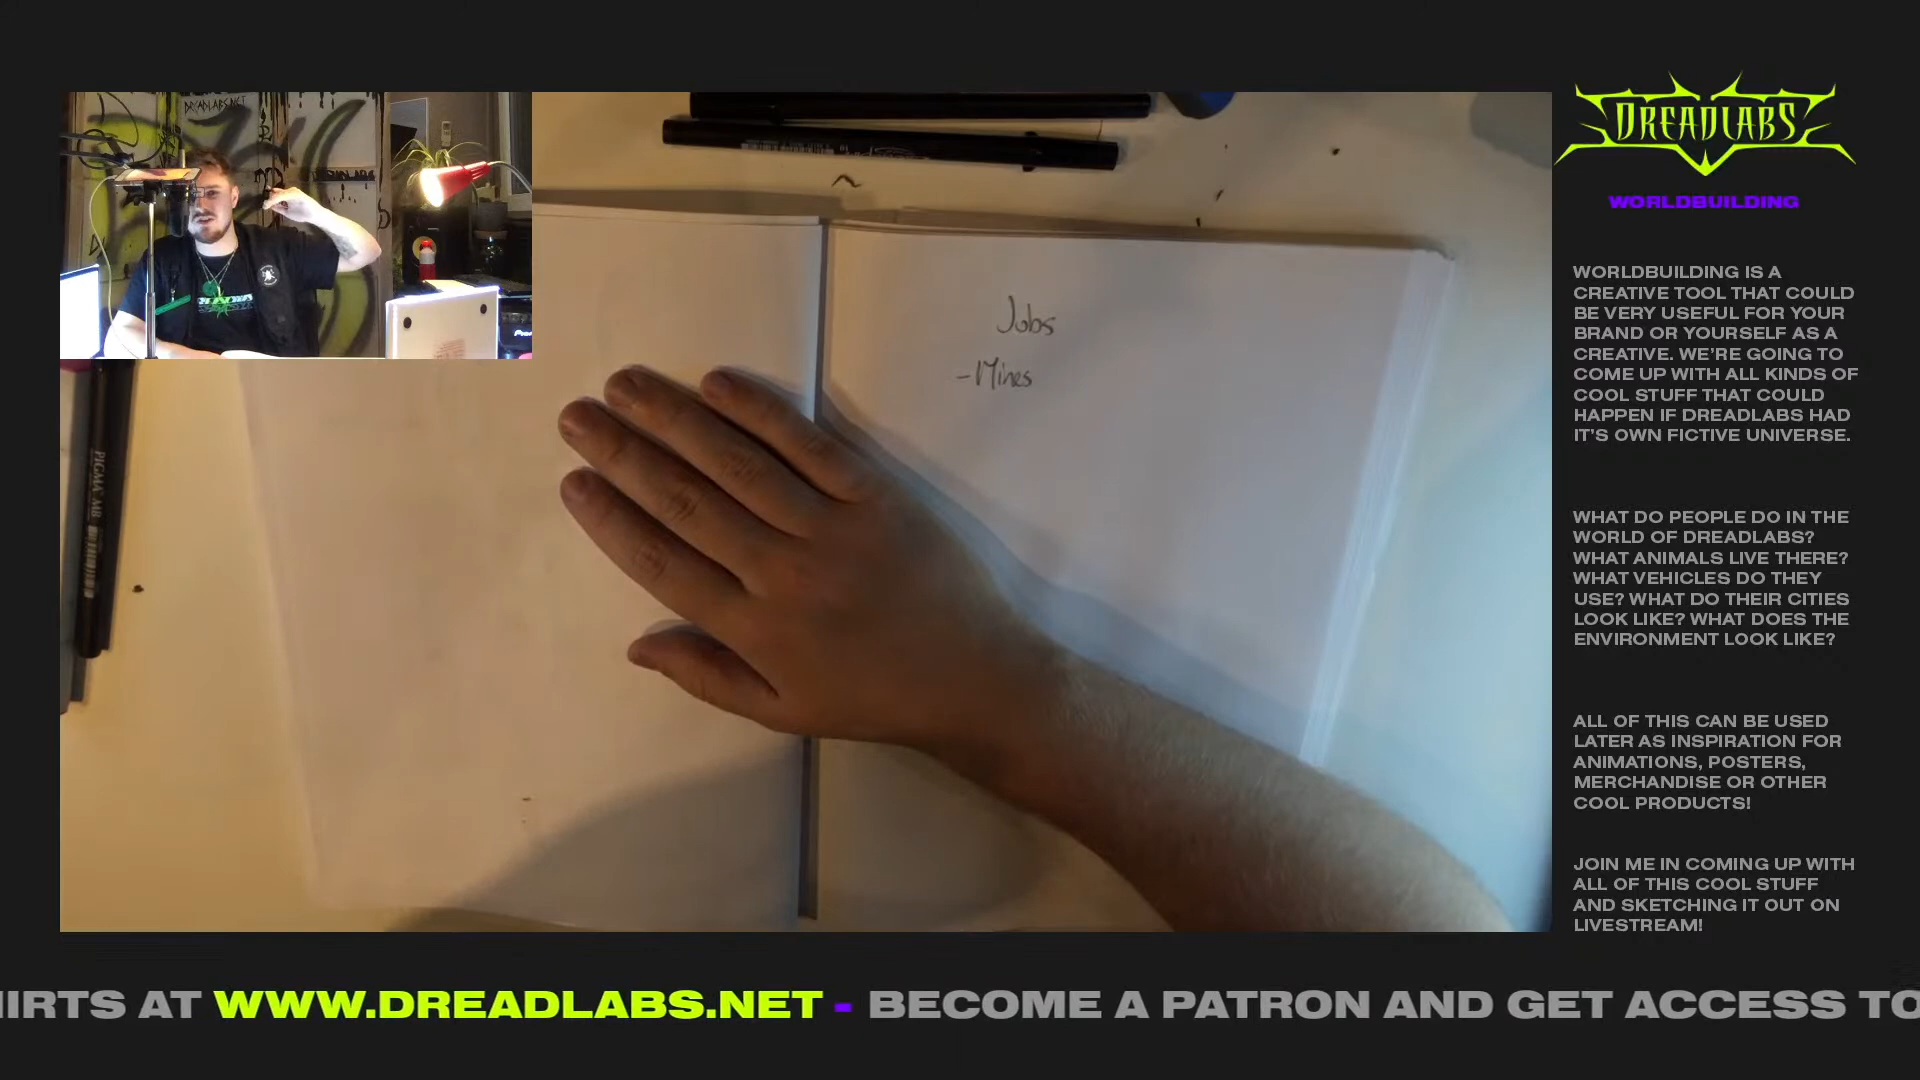 DREADLABS.NET
Jobs
-Mines
PIGMA MB
DREADLABS
WORLDBUILDING
WORLDBUILDING IS A
CREATIVE TOOL THAT COULD
BE VERY USEFUL FOR YOUR
BRAND OR YOURSELF AS A
CREATIVE. WE'RE GOING TO
COME UP WITH ALL KINDS OF
COOL STUFF THAT COULD
HAPPEN IF DREADLABS HAD
IT'S OWN FICTIVE UNIVERSE.
WHAT DO PEOPLE DO IN THE
WORLD OF DREADLABS?
WHAT ANIMALS LIVE THERE?
WHAT VEHICLES DO THEY
USE? WHAT DO THEIR CITIES
LOOK LIKE? WHAT DOES THE
ENVIRONMENT LOOK LIKE?
ALL OF THIS CAN BE USED
LATER AS INSPIRATION FOR
ANIMATIONS, POSTERS,
MERCHANDISE OR OTHER
COOL PRODUCTS!
JOIN ME IN COMING UP WITH
ALL OF THIS COOL STUFF
AND SKETCHING IT OUT ON
LIVESTREAM!
HIRTS AT WWW.DREADLABS.NET - BECOME A PATRON AND GET ACCESS TO